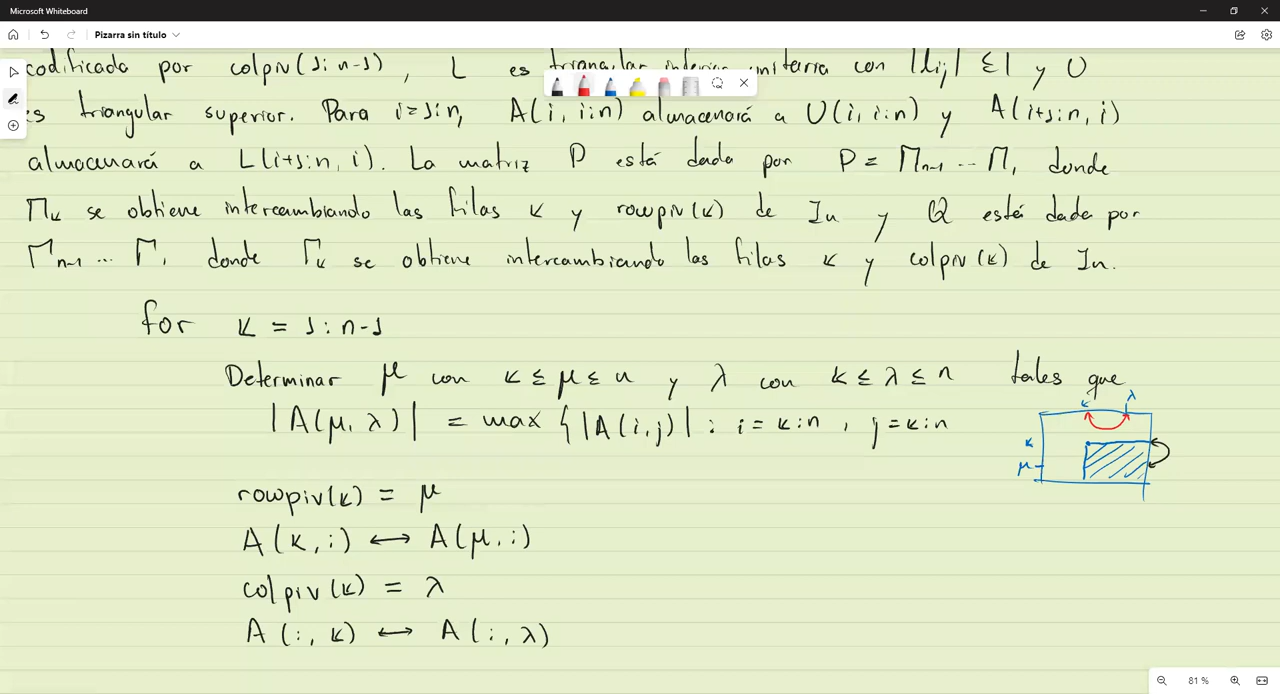 Microsoft Whiteboard
Pizarra sin título
codificada por colpiv(1:n-1), L es triangular inferior unitaria con |lij| ≤1 y U
es triangular superior. Para i=1:n, A(i, i:n) almacenará a U(i, i:n) y A(i+1:n, i)
almacenará a L(i+1:n, i). La matriz P está dada por P = Πn-1 ... Π1 donde
Πk se obtiene intercambiando las filas k y rowpiv(k) de In y Q está dada por
Γn-1 ... Γ1 donde Γk se obtiene intercambiando las filas k y colpiv(k) de In.
for k = 1:n-1
Determinar μ con k ≤ μ ≤ n y λ con k ≤ λ ≤ n tales que
|A(μ, λ)| = max {|A(i,j)| : i = k:n, j = k:n
k λ
k
μ
rowpiv(k) = μ
A(k, :) ↔ A(μ, :)
colpiv(k) = λ
A(:, k) ↔ A(:, λ)
81 %